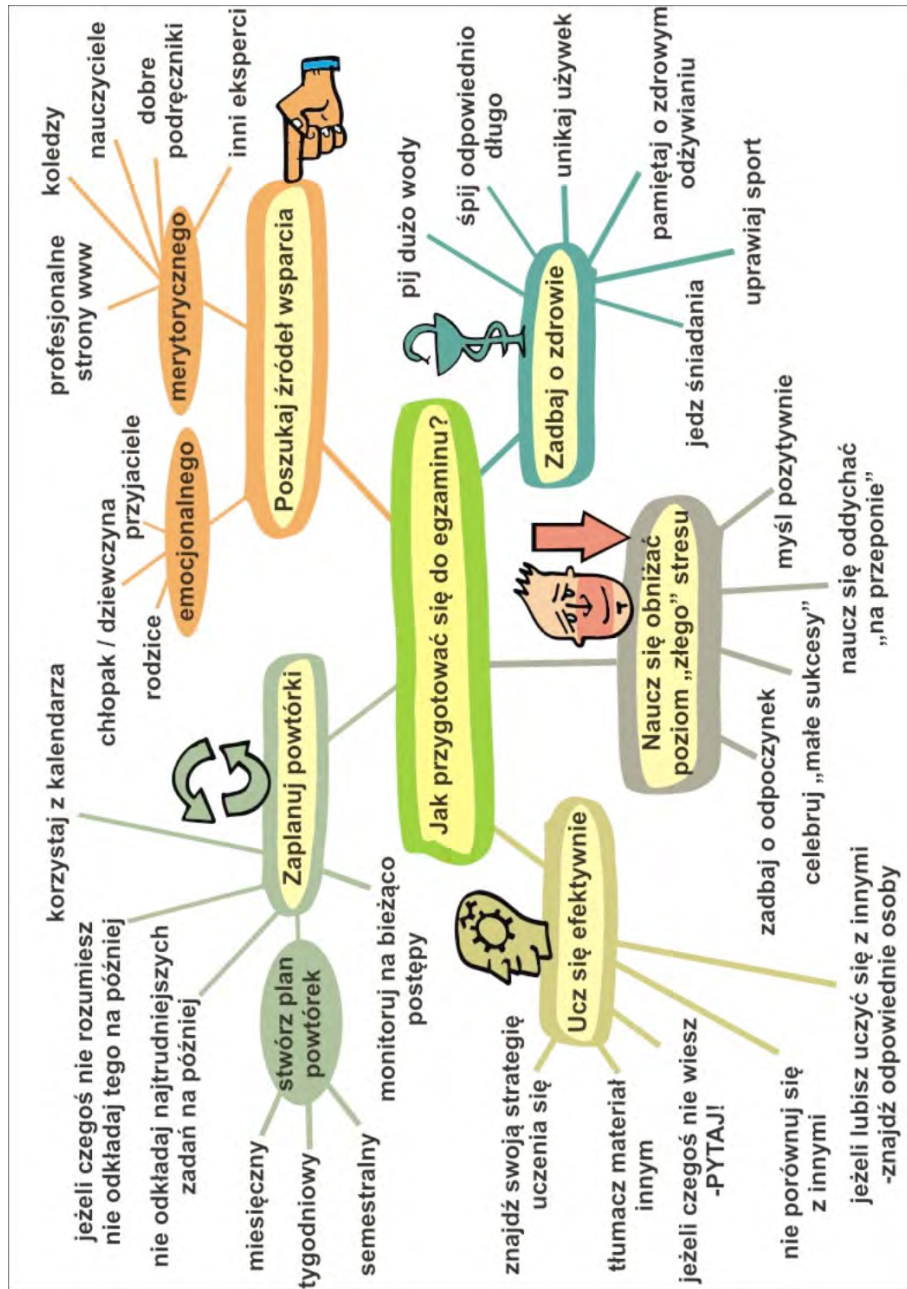 Jak przygotować się do egzaminu?
Zaplanuj powtórki
korzystaj z kalendarza
jeżeli czegoś nie rozumiesz
nie odkładaj tego na później
nie odkładaj najtrudniejszych
zadań na później
stwórz plan
powtórek
miesięczny
tygodniowy
semestralny
monitoruj na bieżąco
postępy
Poszukaj źródeł wsparcia
emocjonalnego
chłopak / dziewczyna
przyjaciele
rodzice
merytorycznego
profesjonalne
strony www
koledzy
nauczyciele
dobre
podręczniki
inni eksperci
Zadbaj o zdrowie
pij dużo wody
śpij odpowiednio
długo
unikaj używek
pamiętaj o zdrowym
odżywianiu
uprawiaj sport
jedz śniadania
Naucz się obniżać
poziom „złego” stresu
myśl pozytywnie
naucz się oddychać
„na przeponie”
celebruj „małe sukcesy”
zadbaj o odpoczynek
Ucz się efektywnie
znajdź swoją strategię
uczenia się
tłumacz materiał
innym
jeżeli czegoś nie wiesz
-PYTAJ!
nie porównuj się
z innymi
jeżeli lubisz uczyć się z innymi
-znajdź odpowiednie osoby